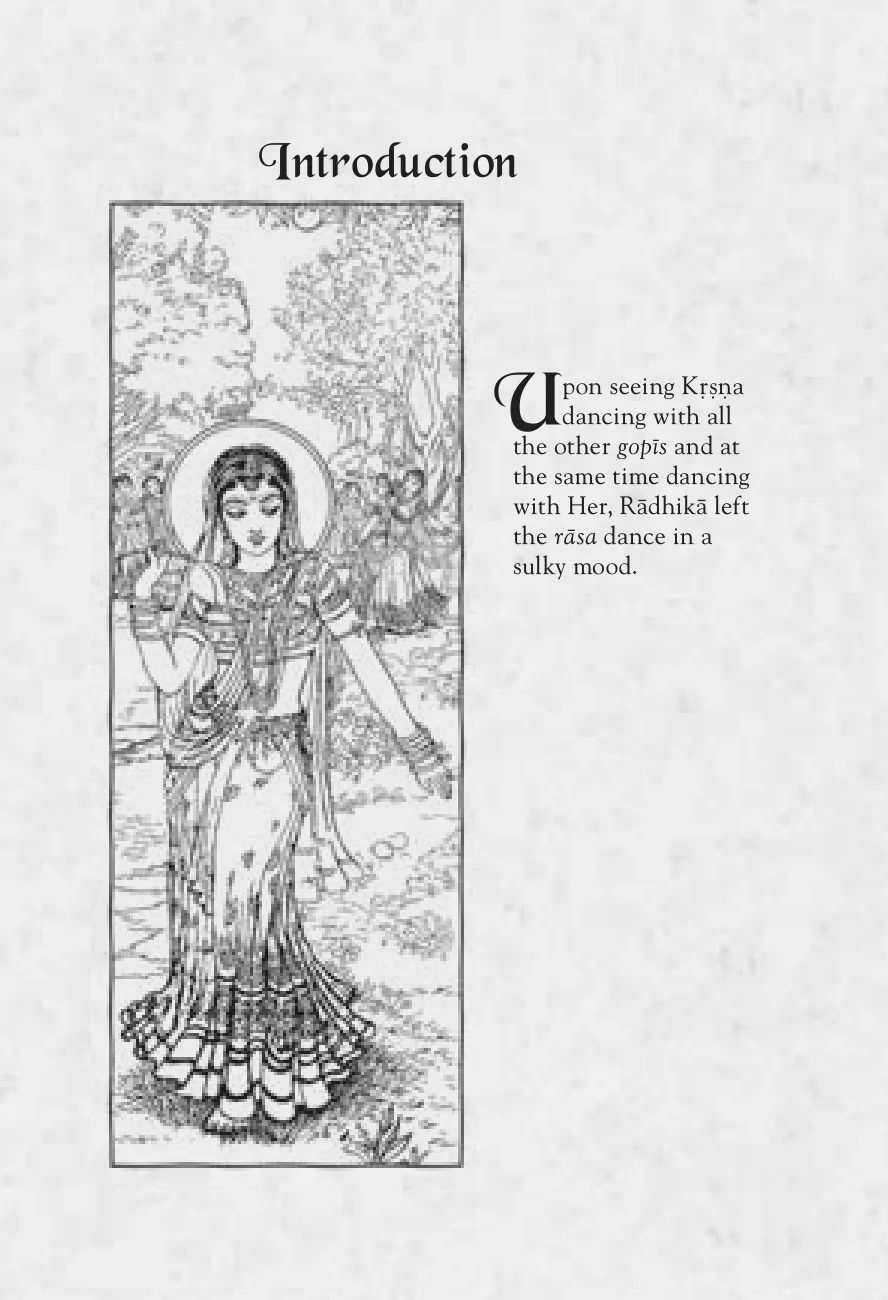 Introduction
Upon seeing Kṛṣṇa
dancing with all
the other gopīs and at
the same time dancing
with Her, Rādhikā left
the rāsa dance in a
sulky mood.